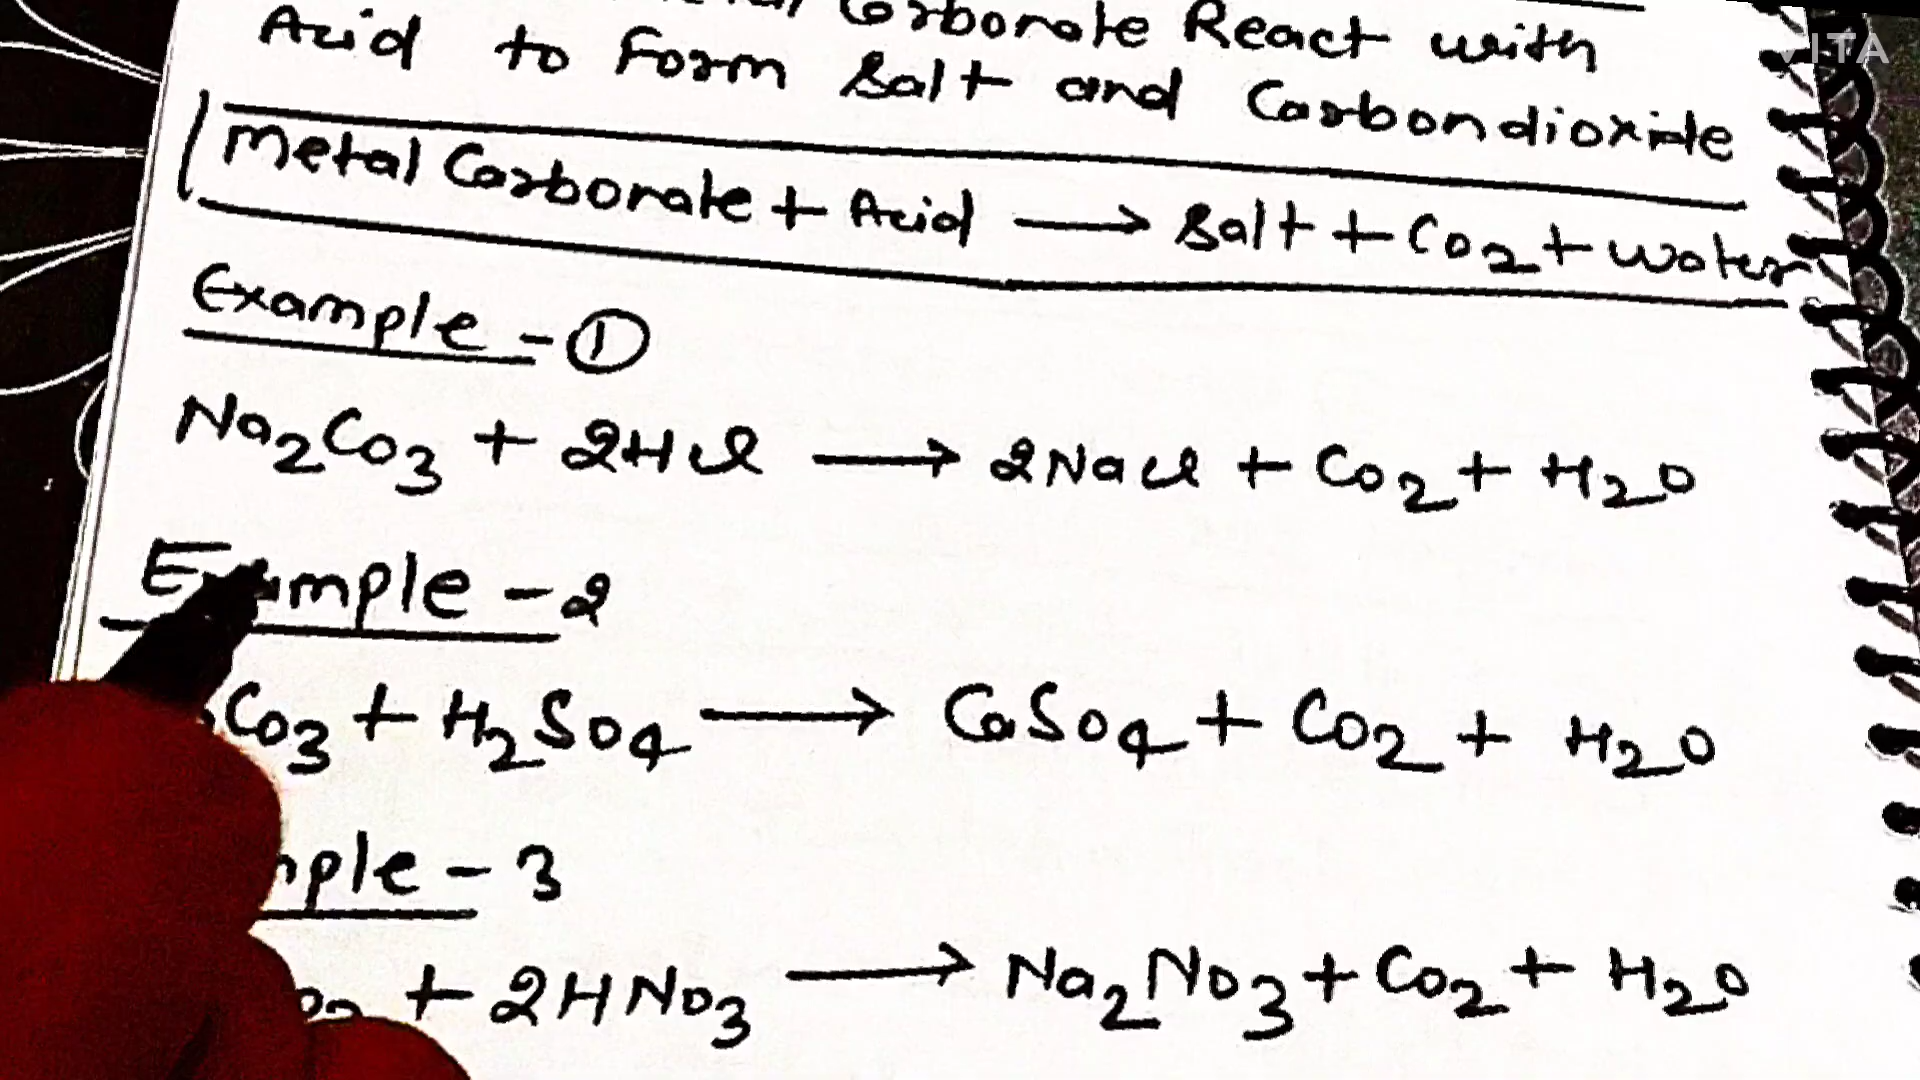 Carbonate React with
Acid to Form Salt and Carbondioxide
Metal Carbonate + Acid → Salt + Co2 + Water
Example - ①
Na2Co3 + 2HCl → 2NaCl + Co2 + H2O
Example - 2
Co3 + H2So4 → CaSo4 + Co2 + H2O
mple - 3
+ 2HNo3 → Na2No3 + Co2 + H2O
VITA